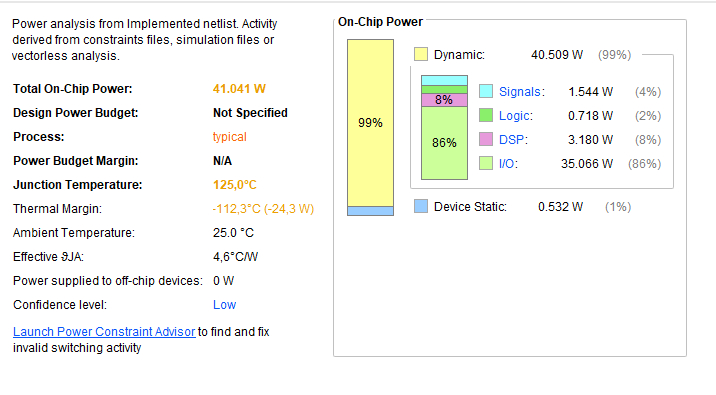 Power analysis from Implemented netlist. Activity
derived from constraints files, simulation files or
vectorless analysis.
Total On-Chip Power: 41.041 W
Design Power Budget: Not Specified
Process: typical
Power Budget Margin: N/A
Junction Temperature: 125,0°C
Thermal Margin: -112,3°C (-24,3 W)
Ambient Temperature: 25.0 °C
Effective ϑJA: 4,6°C/W
Power supplied to off-chip devices: 0 W
Confidence level: Low
Launch Power Constraint Advisor to find and fix
invalid switching activity
On-Chip Power
99%
Dynamic: 40.509 W (99%)
8%
86%
Signals: 1.544 W (4%)
Logic: 0.718 W (2%)
DSP: 3.180 W (8%)
I/O: 35.066 W (86%)
Device Static: 0.532 W (1%)